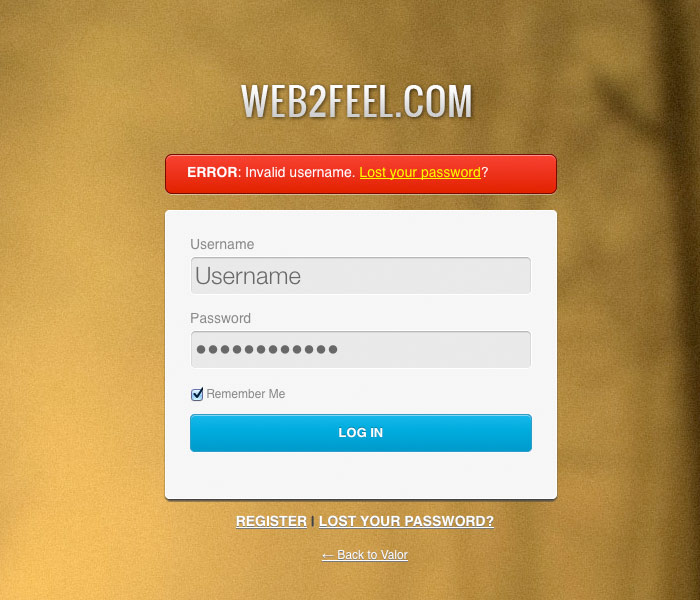 WEB2FEEL.COM
ERROR: Invalid username. Lost your password?
Username
Username
Password
●●●●●●●●●●●●
Remember Me
LOG IN
REGISTER | LOST YOUR PASSWORD?
← Back to Valor